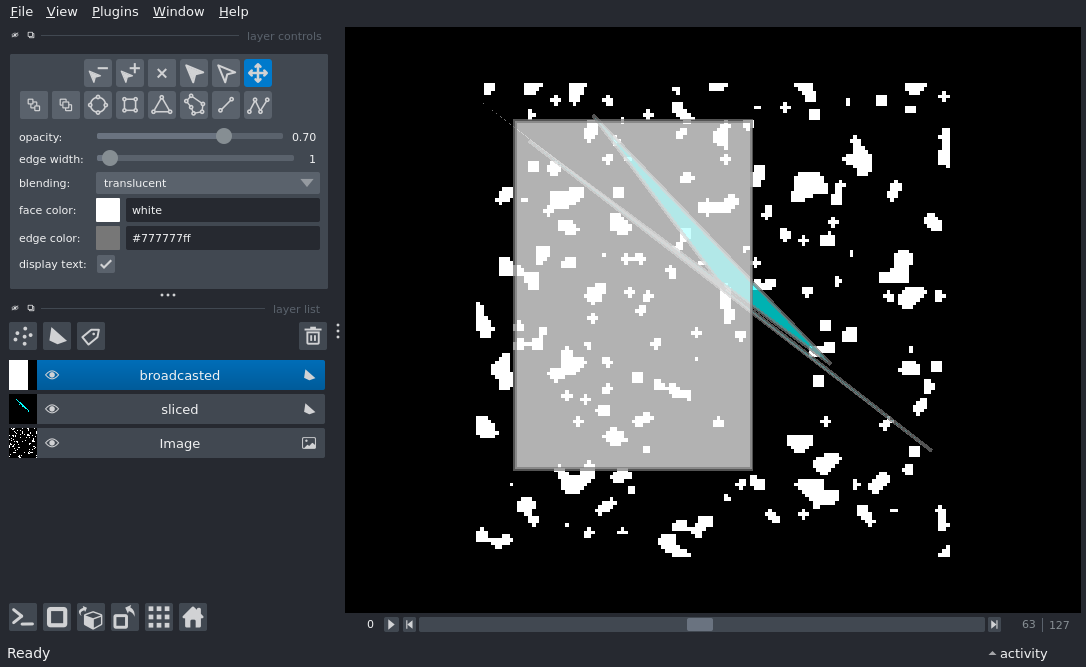 File View Plugins Window Help
layer controls
opacity: 0.70
edge width: 1
blending: translucent
face color: white
edge color: #777777ff
display text:
layer list
broadcasted
sliced
Image
0 63 127
Ready activity